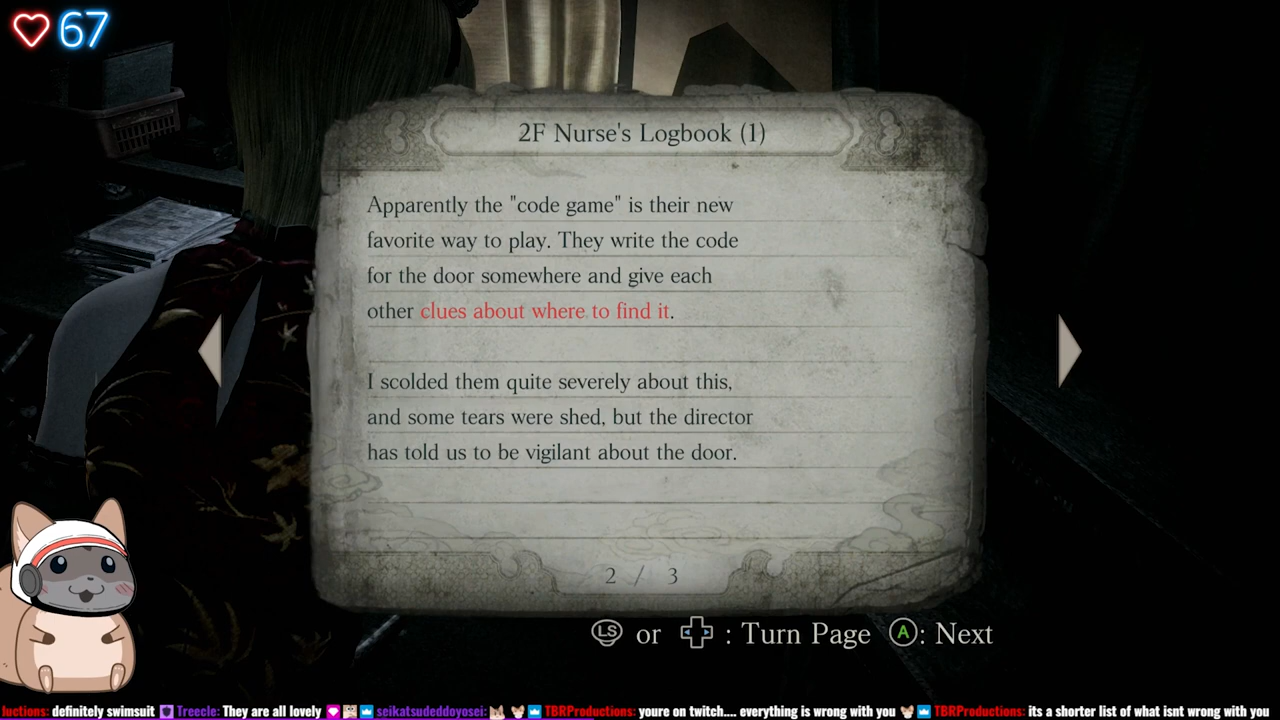 67
2F Nurse's Logbook (1)
Apparently the "code game" is their new
favorite way to play. They write the code
for the door somewhere and give each
other clues about where to find it.
I scolded them quite severely about this,
and some tears were shed, but the director
has told us to be vigilant about the door.
2 / 3
LS or : Turn Page A: Next
uctions: definitely swimsuit Treecle: They are all lovely seikatsudeddoyosei: TBRProductions: youre on twitch.... everything is wrong with you TBRProductions: its a shorter list of what isnt wrong with you